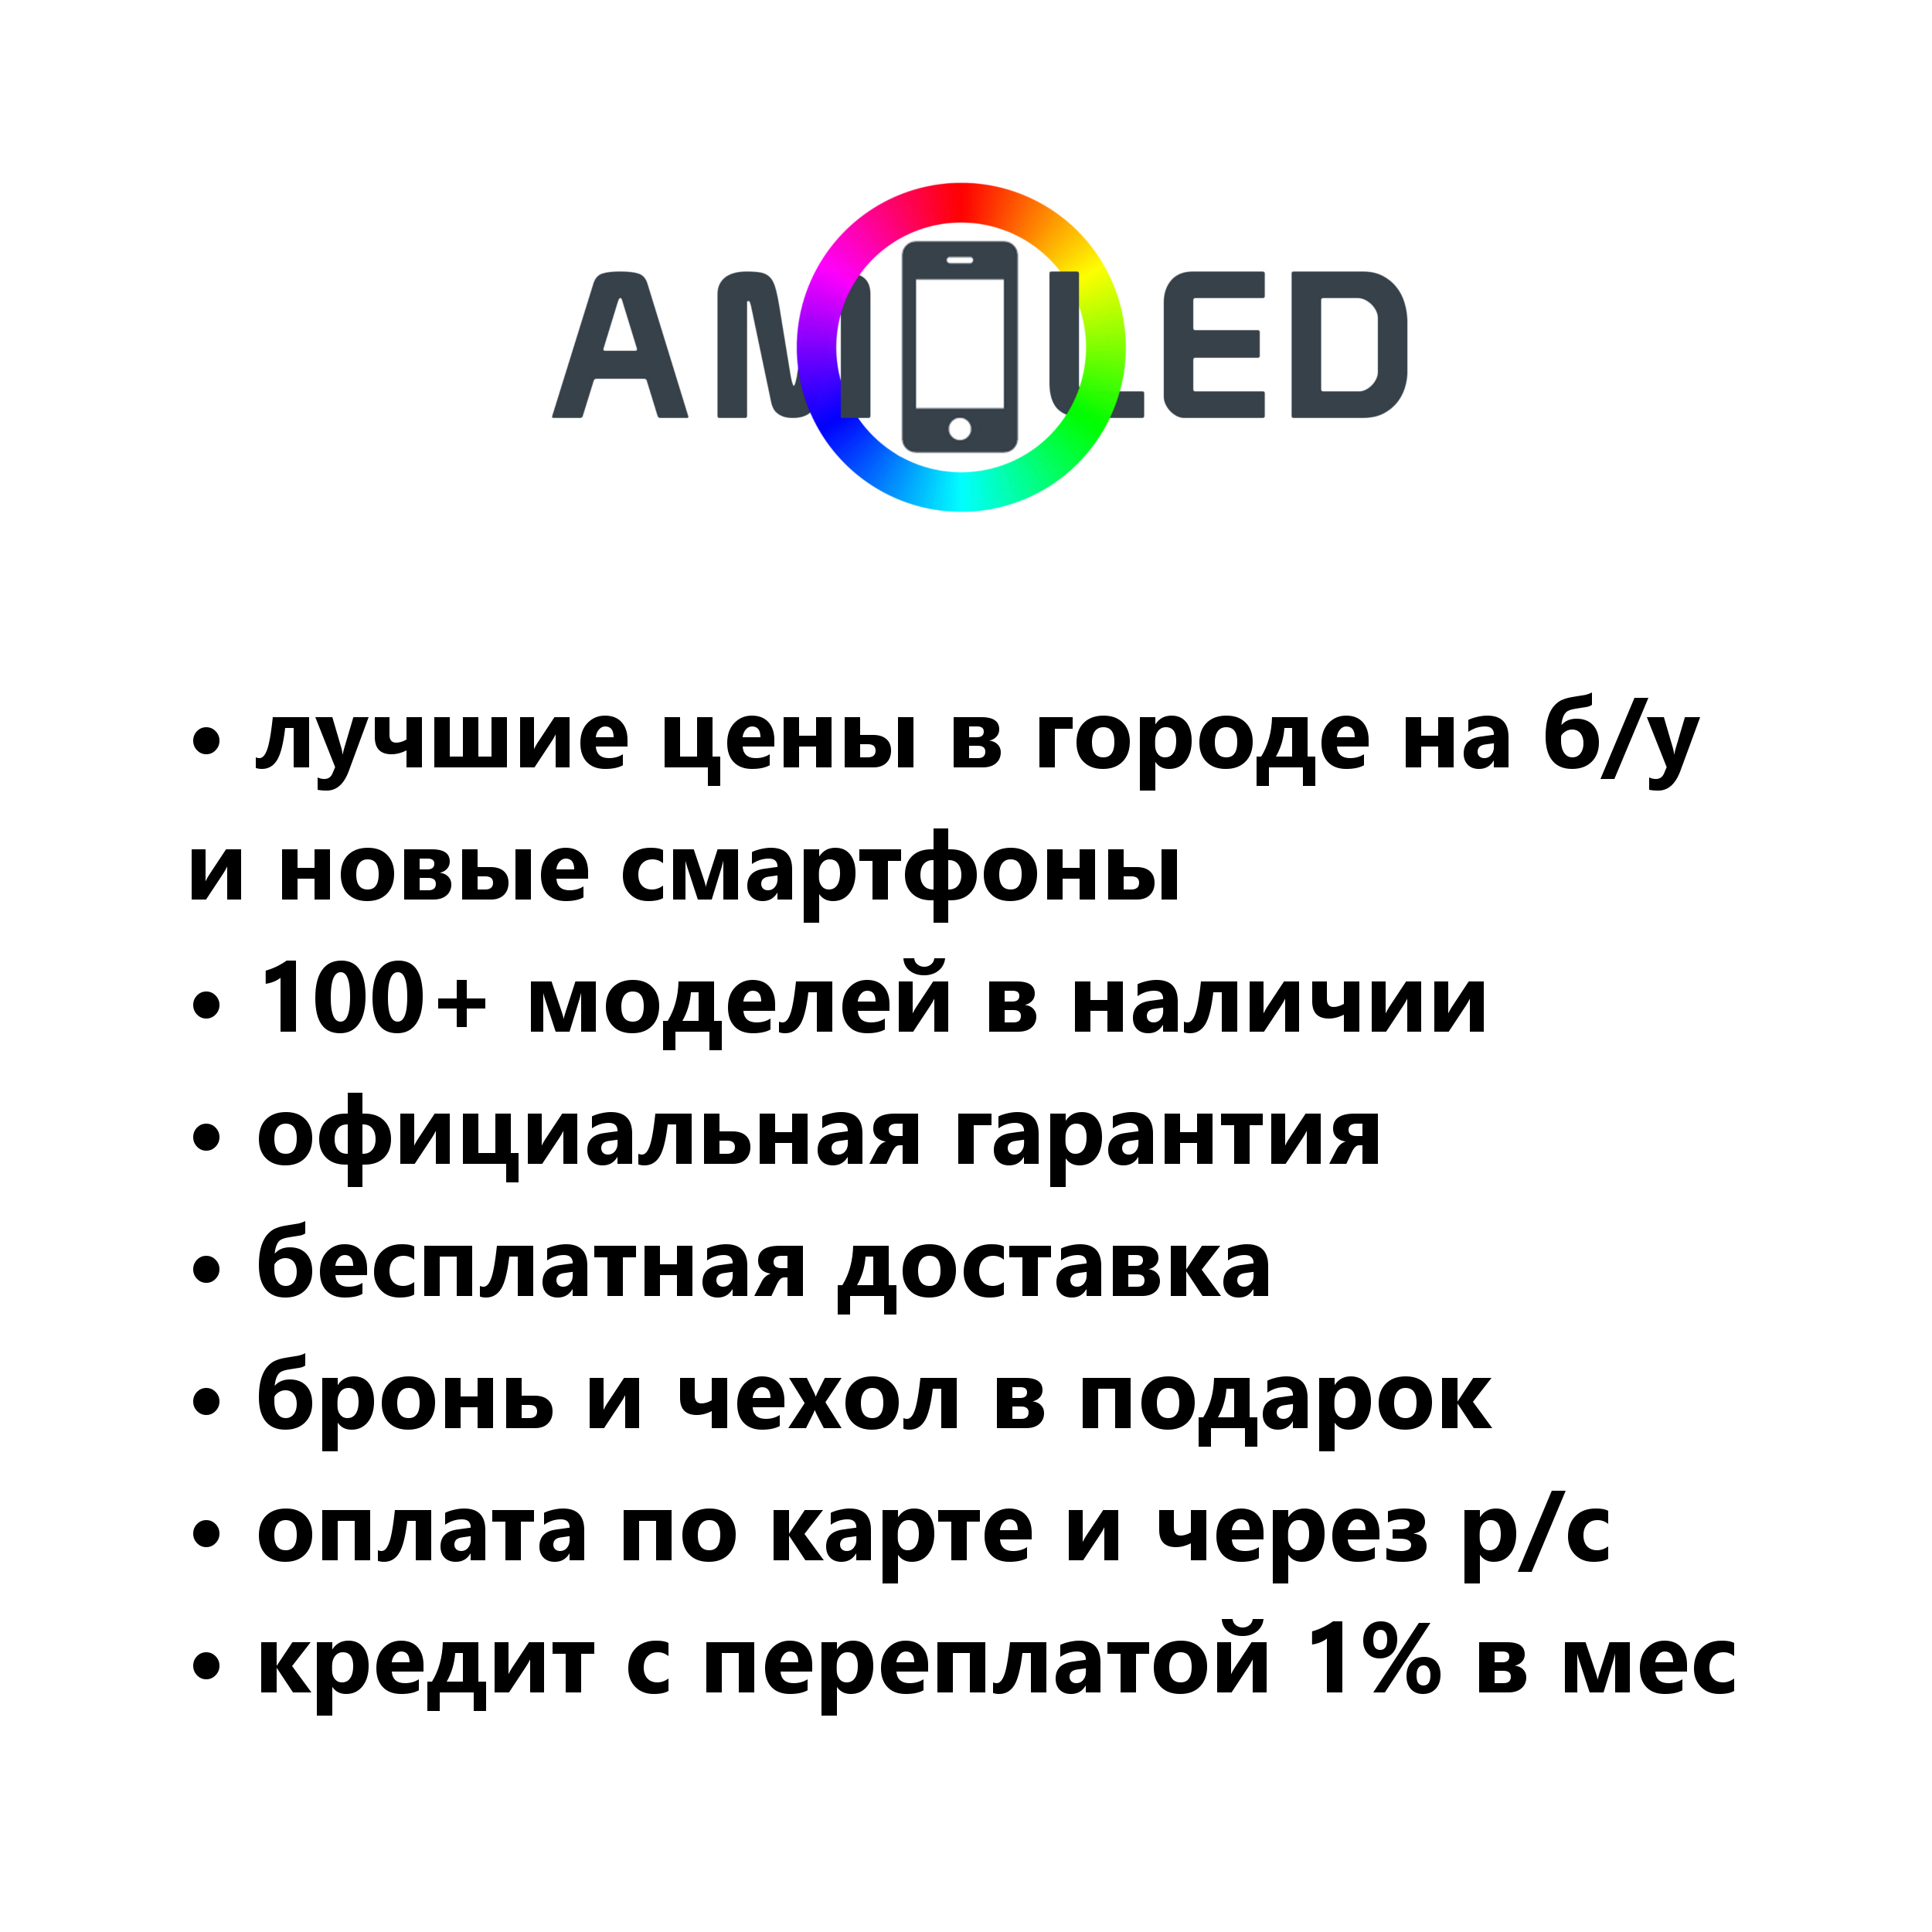 AMOLED
• лучшие цены в городе на б/у
и новые смартфоны
• 100+ моделей в наличии
• официальная гарантия
• бесплатная доставка
• бронь и чехол в подарок
• оплата по карте и через р/с
• кредит с переплатой 1% в мес